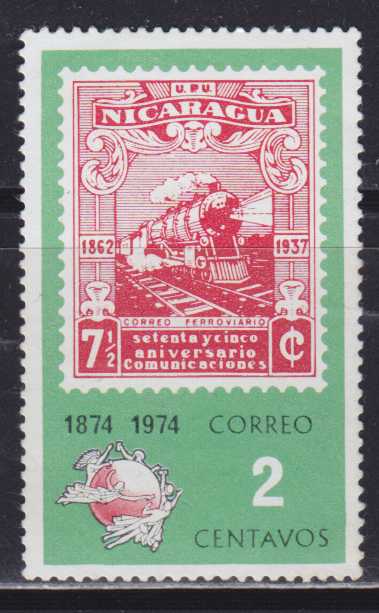 U.P.U.
NICARAGUA
1862 1937
CORREO FERROVIARIO
7½ setenta y cinco ¢
aniversario
comunicaciones
1874 1974 CORREO
2
CENTAVOS